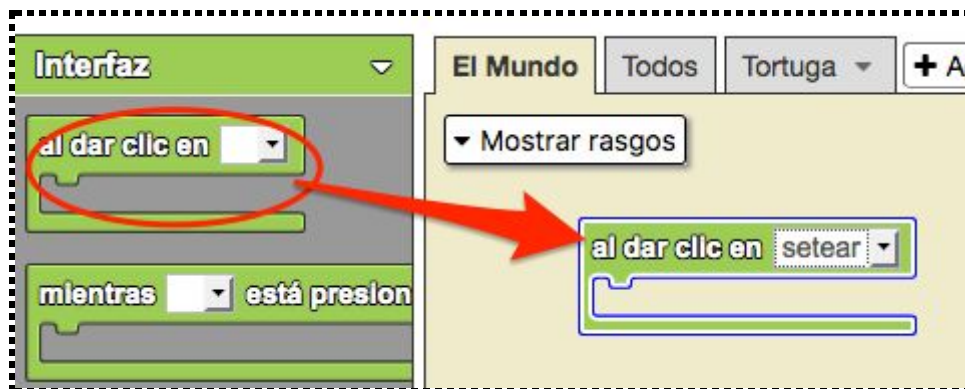 Interfaz
al dar clic en
mientras está presion
El Mundo Todos Tortuga + A
Mostrar rasgos
al dar clic en setear